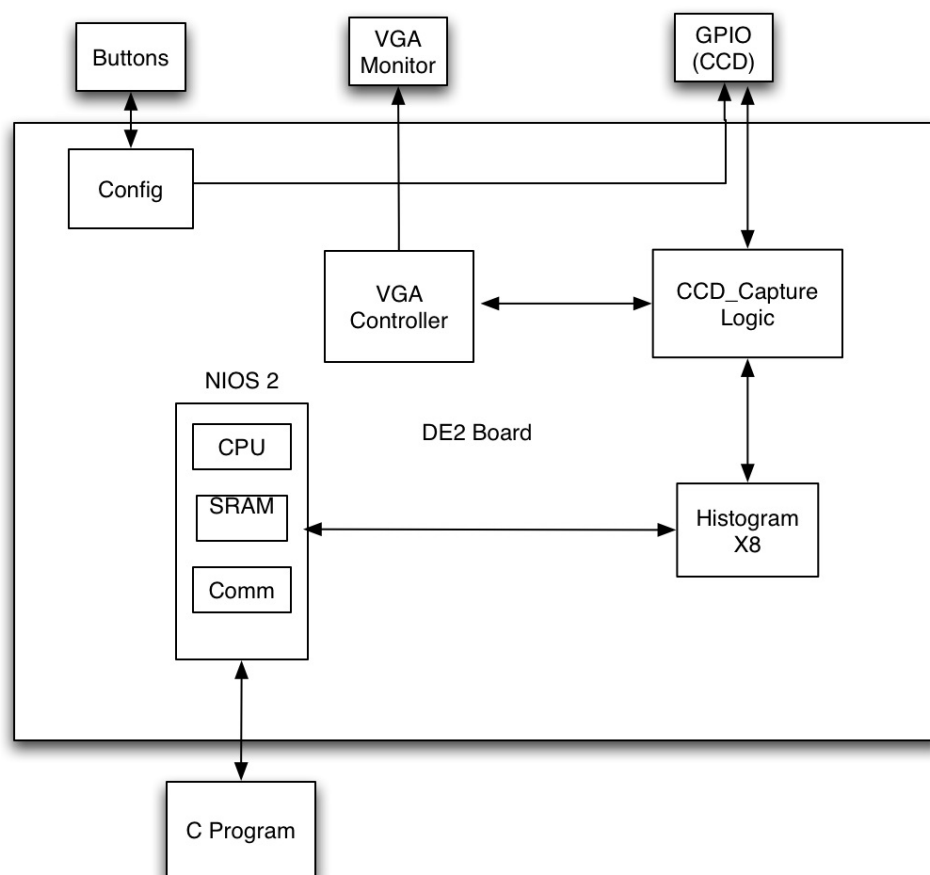 Buttons
VGA
Monitor
GPIO
(CCD)
Config
VGA
Controller
CCD_Capture
Logic
NIOS 2
CPU
SRAM
Comm
DE2 Board
Histogram
X8
C Program